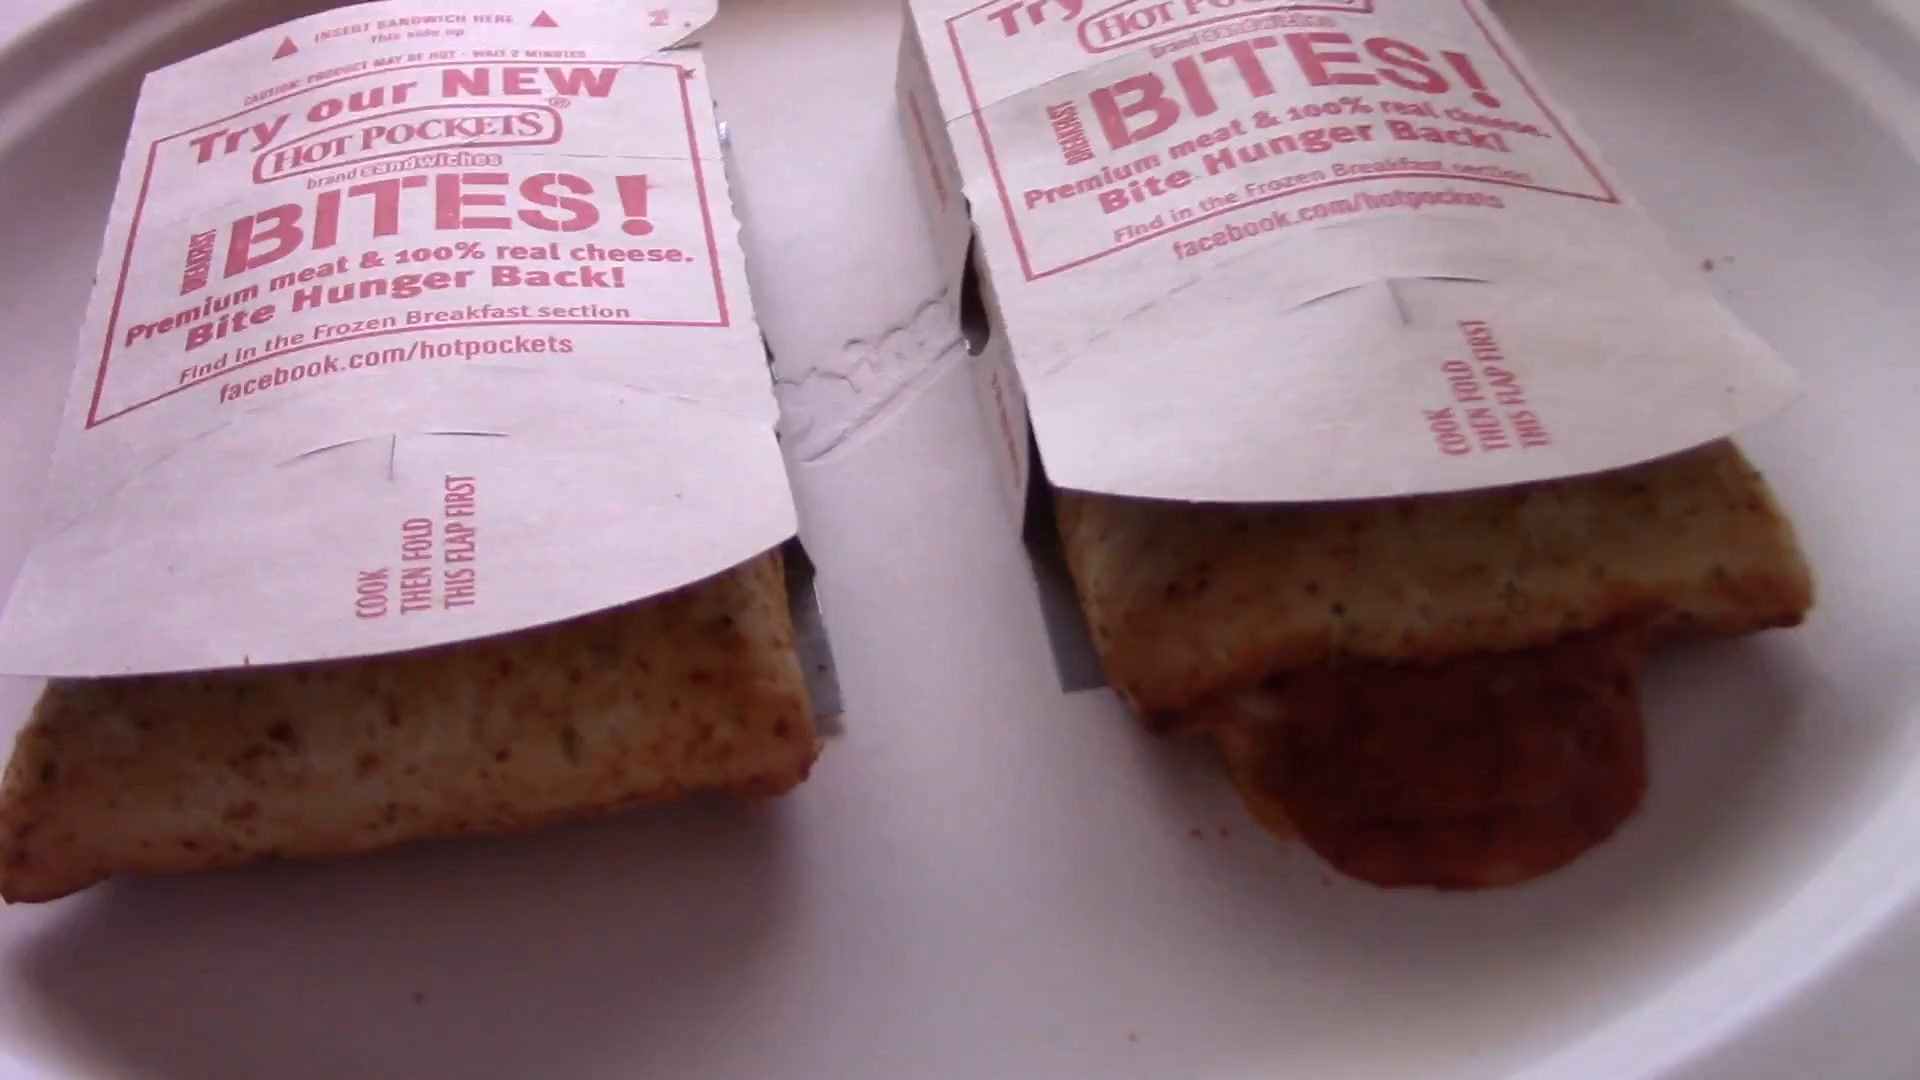 INSERT SANDWICH HERE
This side up
CAUTION: PRODUCT MAY BE HOT - WAIT 2 MINUTES
Try our NEW
HOT POCKETS®
brand sandwiches
BREAKFAST
BITES!
Premium meat & 100% real cheese.
Bite Hunger Back!
Find in the Frozen Breakfast section
facebook.com/hotpockets
COOK
THEN FOLD
THIS FLAP FIRST
Try
HOT POCKETS
brand sandwiches
BREAKFAST
BITES!
Premium meat & 100% real cheese.
Bite Hunger Back!
Find in the Frozen Breakfast section
facebook.com/hotpockets
COOK
THEN FOLD
THIS FLAP FIRST